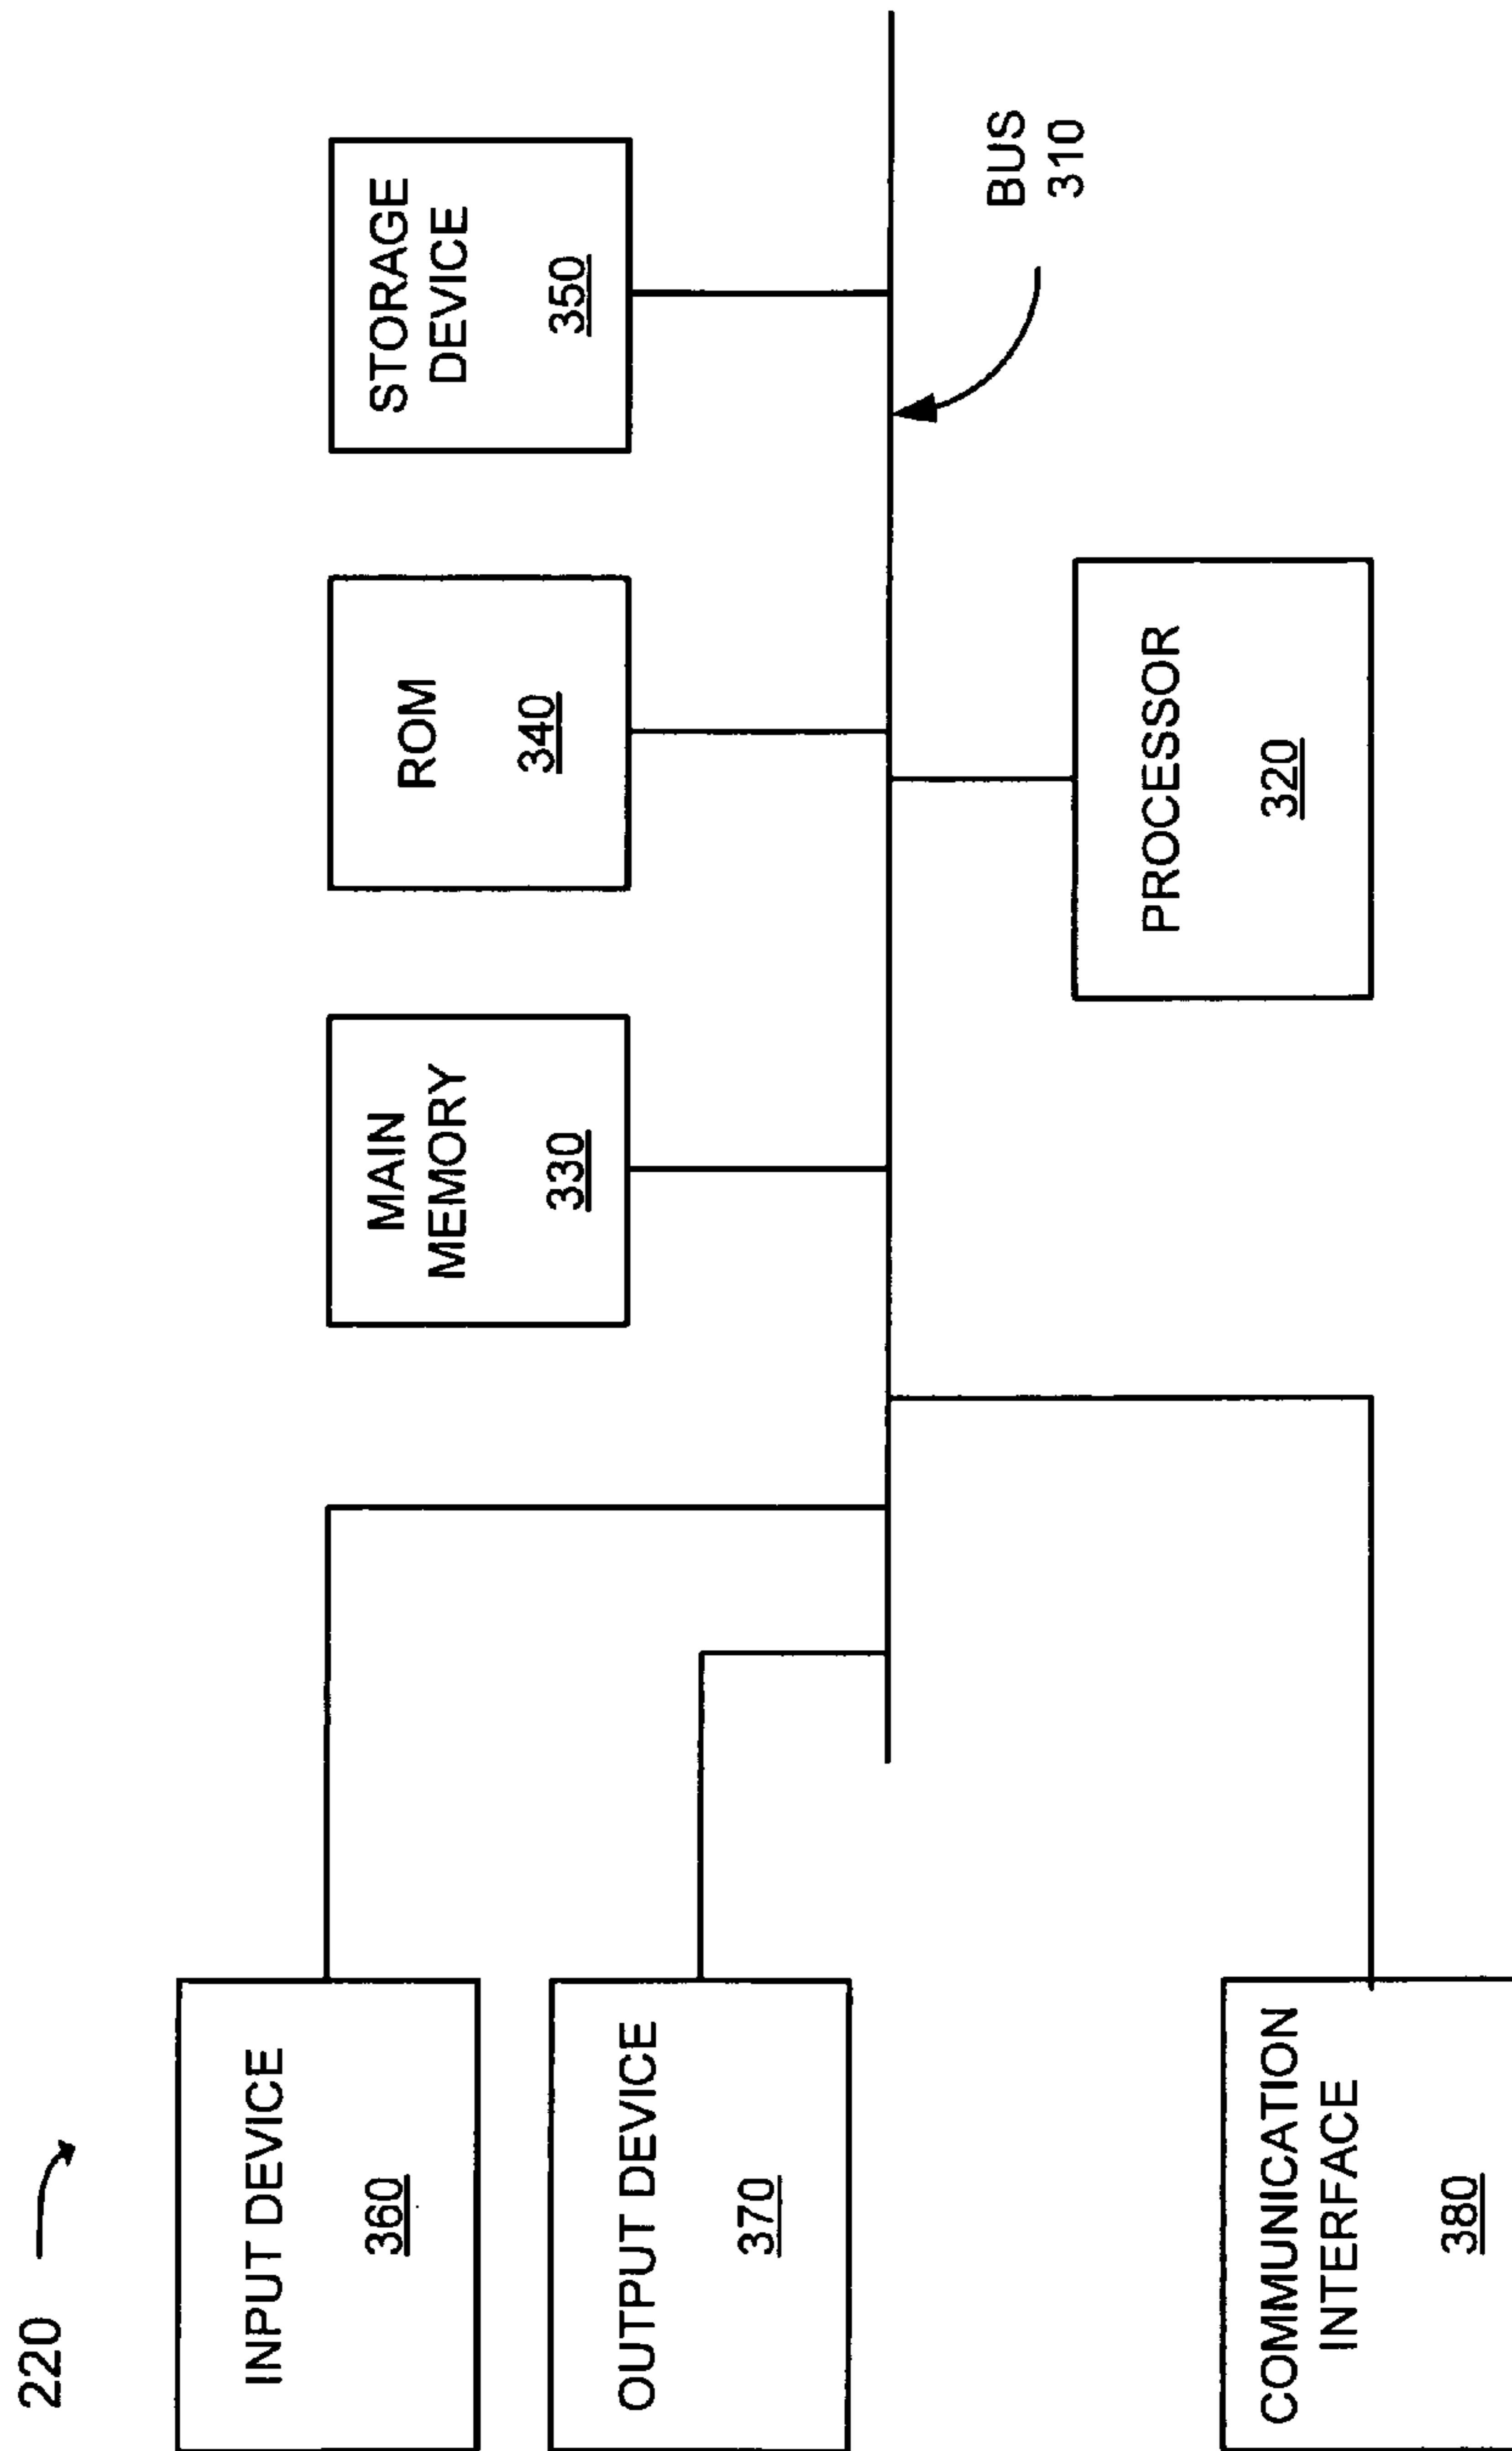 220
INPUT DEVICE
360
OUTPUT DEVICE
370
COMMUNICATION
INTERFACE
380
MAIN
MEMORY
330
ROM
340
STORAGE
DEVICE
350
PROCESSOR
320
BUS
310